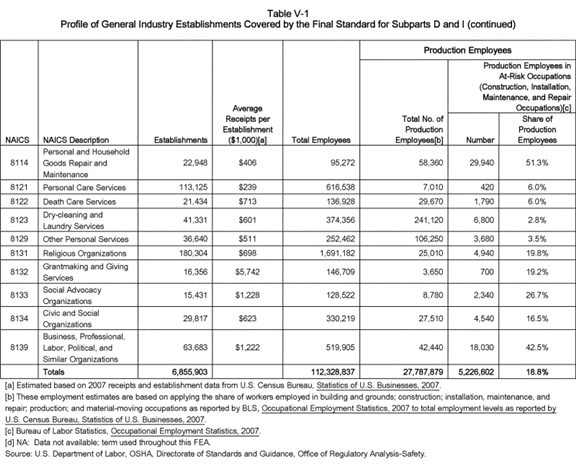 Table V-1
Profile of General Industry Establishments Covered by the Final Standard for Subparts D and I (continued)
Production Employees
Production Employees in
At-Risk Occupations
(Construction, Installation,
Maintenance, and Repair
Occupations)[c]
NAICS NAICS Description Establishments Average Receipts per Establishment ($1,000)[a] Total Employees Total No. of Production Employees[b] Number Share of Production Employees
8114 Personal and Household Goods Repair and Maintenance 22,948 $406 95,272 58,360 29,940 51.3%
8121 Personal Care Services 113,125 $239 616,538 7,010 420 6.0%
8122 Death Care Services 21,434 $713 136,928 29,670 1,790 6.0%
8123 Dry-cleaning and Laundry Services 41,331 $601 374,356 241,120 6,800 2.8%
8129 Other Personal Services 36,640 $511 252,462 106,250 3,680 3.5%
8131 Religious Organizations 180,304 $698 1,691,182 25,010 4,940 19.8%
8132 Grantmaking and Giving Services 16,356 $5,742 146,709 3,650 700 19.2%
8133 Social Advocacy Organizations 15,431 $1,228 128,522 8,780 2,340 26.7%
8134 Civic and Social Organizations 29,817 $623 330,219 27,510 4,540 16.5%
8139 Business, Professional, Labor, Political, and Similar Organizations 63,683 $1,222 519,905 42,440 18,030 42.5%
Totals 6,855,903 112,328,837 27,787,879 5,226,602 18.8%
[a] Estimated based on 2007 receipts and establishment data from U.S. Census Bureau, Statistics of U.S. Businesses, 2007.
[b] These employment estimates are based on applying the share of workers employed in building and grounds; construction; installation, maintenance, and
repair; production; and material-moving occupations as reported by BLS, Occupational Employment Statistics, 2007 to total employment levels as reported by
U.S. Census Bureau, Statistics of U.S. Businesses, 2007.
[c] Bureau of Labor Statistics, Occupational Employment Statistics, 2007.
[d] NA: Data not available; term used throughout this FEA.
Source: U.S. Department of Labor, OSHA, Directorate of Standards and Guidance, Office of Regulatory Analysis-Safety.